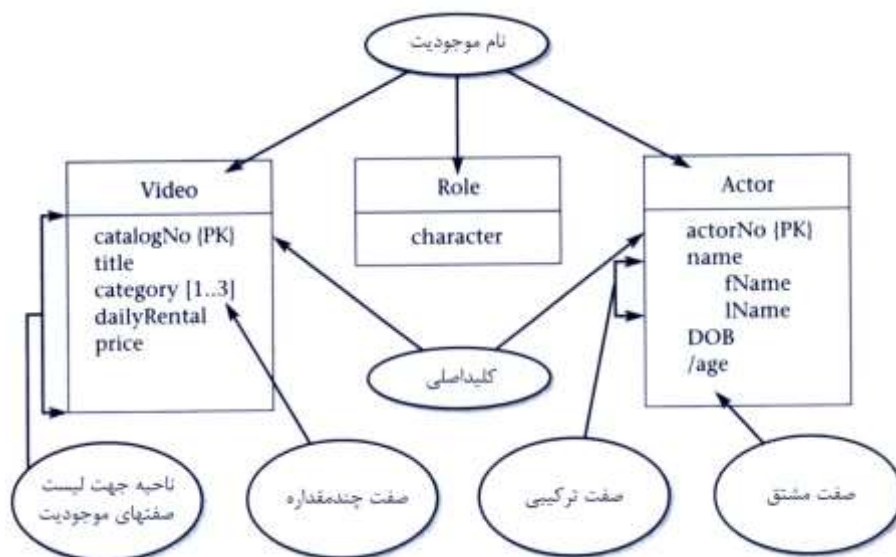 نام موجودیت
Video
catalogNo {PK}
title
category [1..3]
dailyRental
price
Role
character
Actor
actorNo {PK}
name
fName
lName
DOB
/age
کلیداصلی
ناحیه جهت لیست
صفتهای موجودیت
صفت چندمقداره
صفت ترکیبی
صفت مشتق